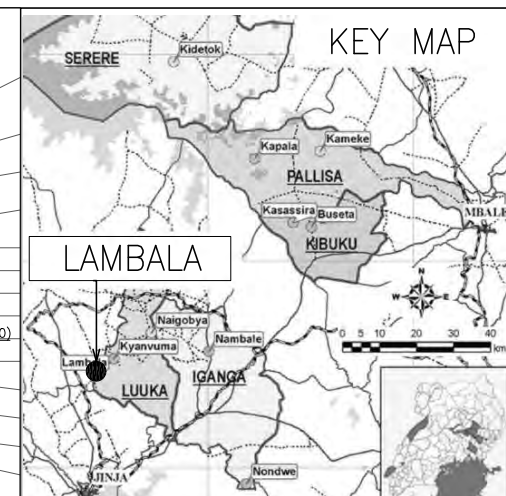 KEY MAP
Kidetok
SERERE
Kapala
Kameke
PALLISA
Kasassira
Buseta
MBALE
KIBUKU
LAMBALA
N
W
E
S
Naigobya
Nambale
0 5 10 20 30 40
km
Kyanvuma
IGANGA
LUUKA
JINJA
Nondwe